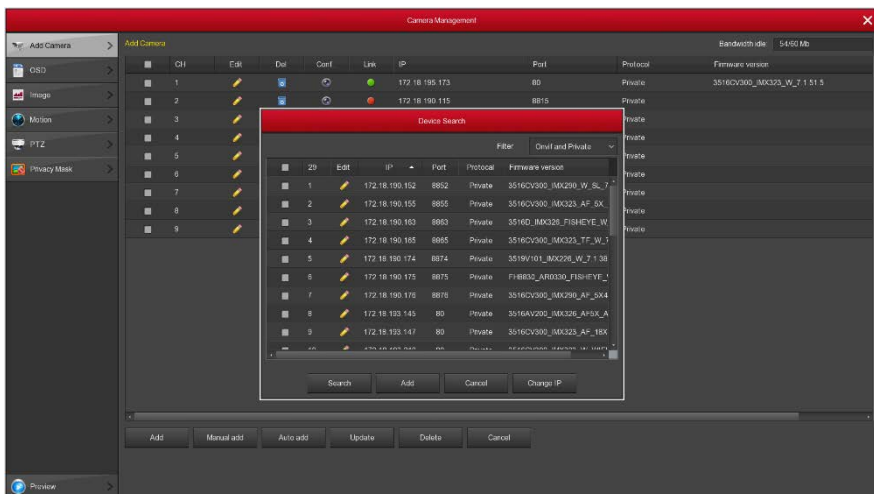 Camera Management
Add Camera
OSD
Image
Motion
PTZ
Privacy Mask
Preview
Add Camera
Bandwidth idle: 54/60 Mb
CH Edit Del Conf. Link IP Port Protocol Firmware version
1 172.18.195.173 80 Private 3516CV300_IMX323_W_7.1.51.5
2 172.18.190.115 8815 Private
3 Private
4 Private
5 Private
6 Private
7 Private
8 Private
9 Private
Device Search
Filter Onvif and Private
29 Edit IP Port Protocal Firmware version
1 172.18.190.152 8852 Private 3516CV300_IMX290_W_SL_7
2 172.18.190.155 8855 Private 3516CV300_IMX323_AF_5X_
3 172.18.190.163 8863 Private 3516D_IMX326_FISHEYE_W
4 172.18.190.165 8865 Private 3516CV300_IMX323_TF_W_7
5 172.18.190.174 8874 Private 3519V101_IMX226_W_7.1.38
6 172.18.190.175 8875 Private FH8830_AR0330_FISHEYE_
7 172.18.190.176 8876 Private 3516CV300_IMX290_AF_5X4
8 172.18.193.145 80 Private 3516AV200_IMX326_AF5X_A
9 172.18.193.147 80 Private 3516CV300_IMX323_AF_18X
Search Add Cancel Change IP
Add Manual add Auto add Update Delete Cancel